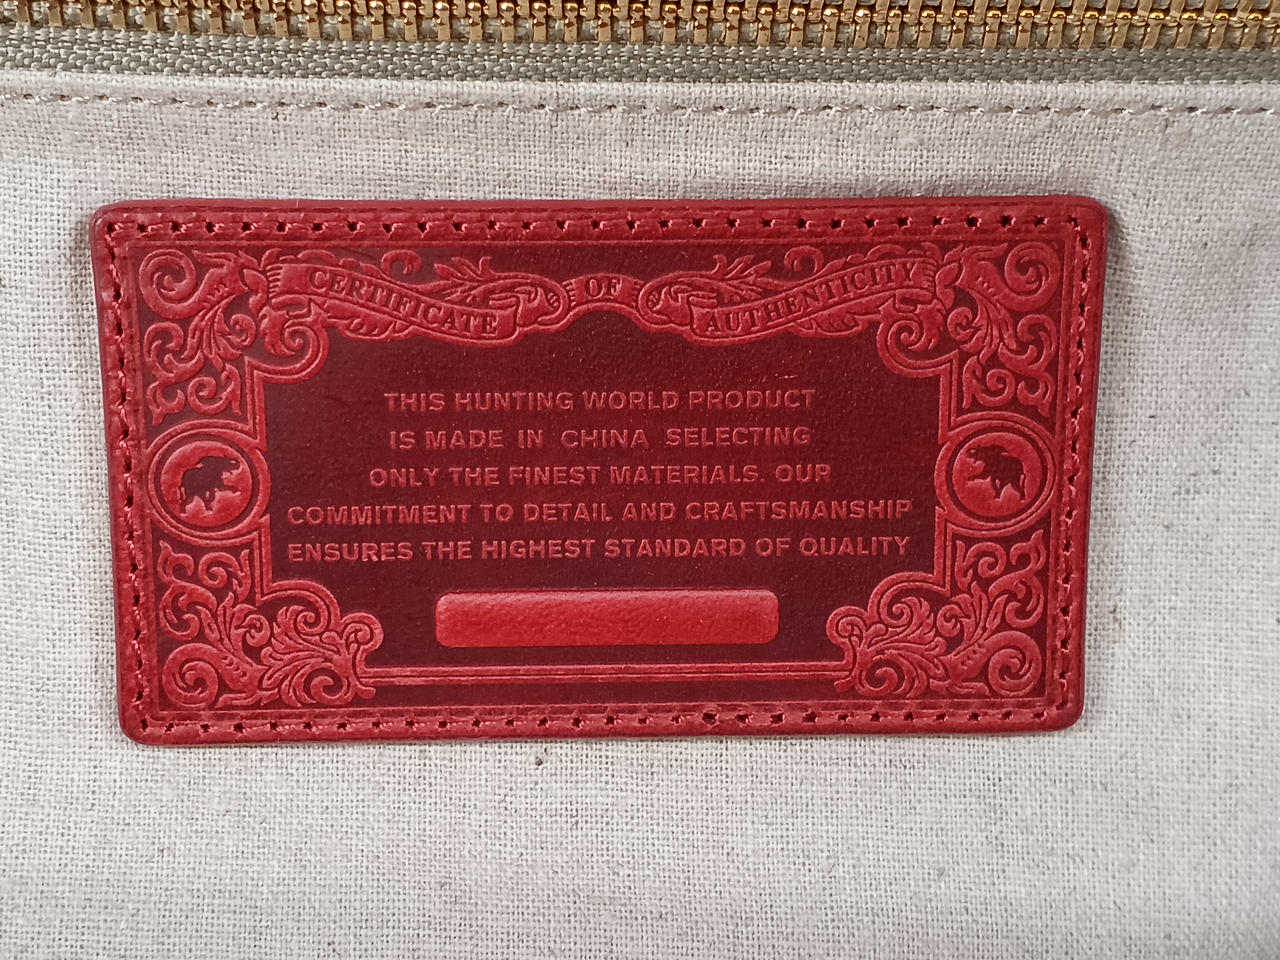 CERTIFICATE OF AUTHENTICITY
THIS HUNTING WORLD PRODUCT
IS MADE IN CHINA SELECTING
ONLY THE FINEST MATERIALS. OUR
COMMITMENT TO DETAIL AND CRAFTSMANSHIP
ENSURES THE HIGHEST STANDARD OF QUALITY